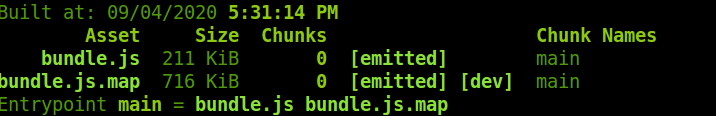 Built at: 09/04/2020 5:31:14 PM
Asset Size Chunks Chunk Names
bundle.js 211 KiB 0 [emitted] main
bundle.js.map 716 KiB 0 [emitted] [dev] main
Entrypoint main = bundle.js bundle.js.map